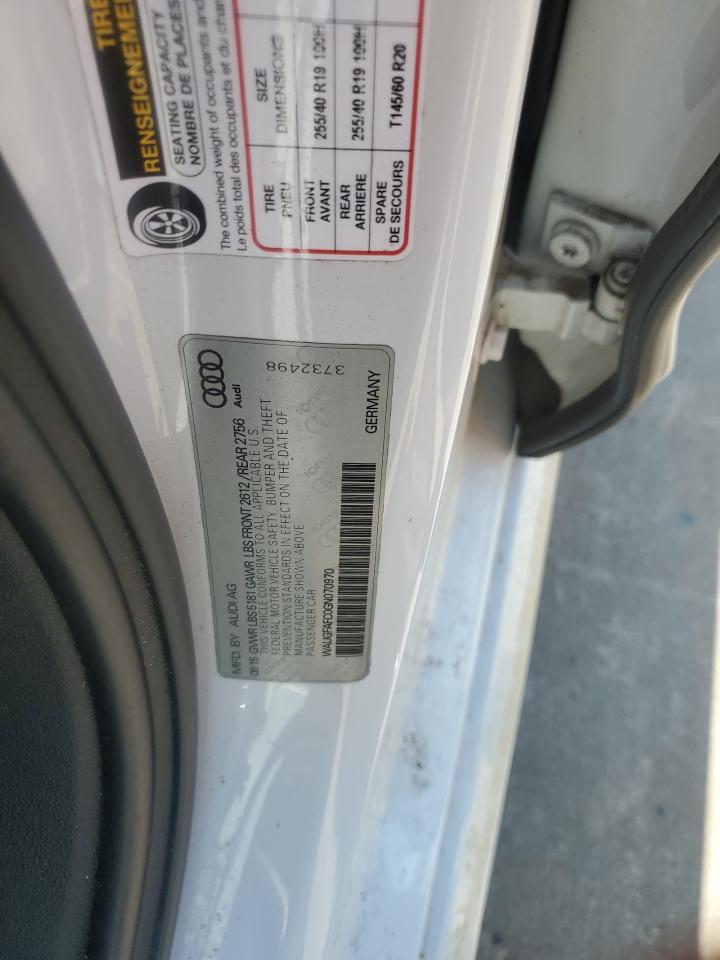 TIRE
RENSEIGNEMEN
SEATING CAPACITY
NOMBRE DE PLACES
The combined weight of occupants and
Le poids total des occupants et du char
TIRE SIZE
PNEU DIMENSIONS
FRONT 255/40 R19 100H
AVANT
REAR 255/40 R19 100H
ARRIERE
SPARE T145/60 R20
DE SECOURS
MFD. BY AUDI AG
09/15 GVWR LBS 5181 GAWR LBS FRONT 2612/REAR 2756
THIS VEHICLE CONFORMS TO ALL APPLICABLE U.S.
FEDERAL MOTOR VEHICLE SAFETY, BUMPER AND THEFT
PREVENTION STANDARDS IN EFFECT ON THE DATE OF
MANUFACTURE SHOWN ABOVE
PASSENGER CAR
WAUGFAFC0GN070970
GERMANY
Audi
3732498